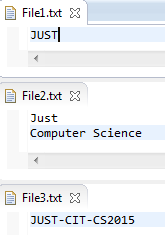 File1.txt
JUST
File2.txt
Just
Computer Science
File3.txt
JUST-CIT-CS2015